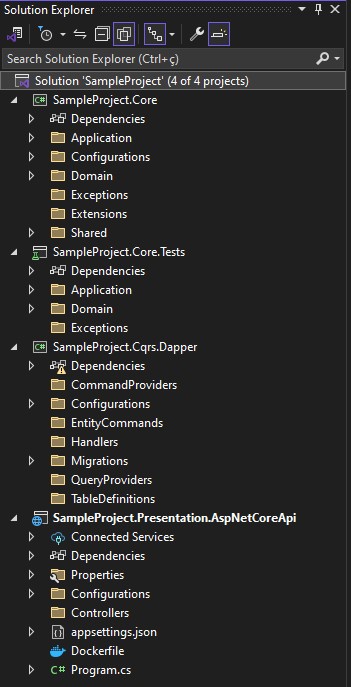 Solution Explorer
Search Solution Explorer (Ctrl+ç)
Solution 'SampleProject' (4 of 4 projects)
C# SampleProject.Core
Dependencies
Application
Configurations
Domain
Exceptions
Extensions
Shared
SampleProject.Core.Tests
Dependencies
Application
Domain
Exceptions
C# SampleProject.Cqrs.Dapper
Dependencies
CommandProviders
Configurations
EntityCommands
Handlers
Migrations
QueryProviders
TableDefinitions
SampleProject.Presentation.AspNetCoreApi
Connected Services
Dependencies
Properties
Configurations
Controllers
appsettings.json
Dockerfile
C# Program.cs